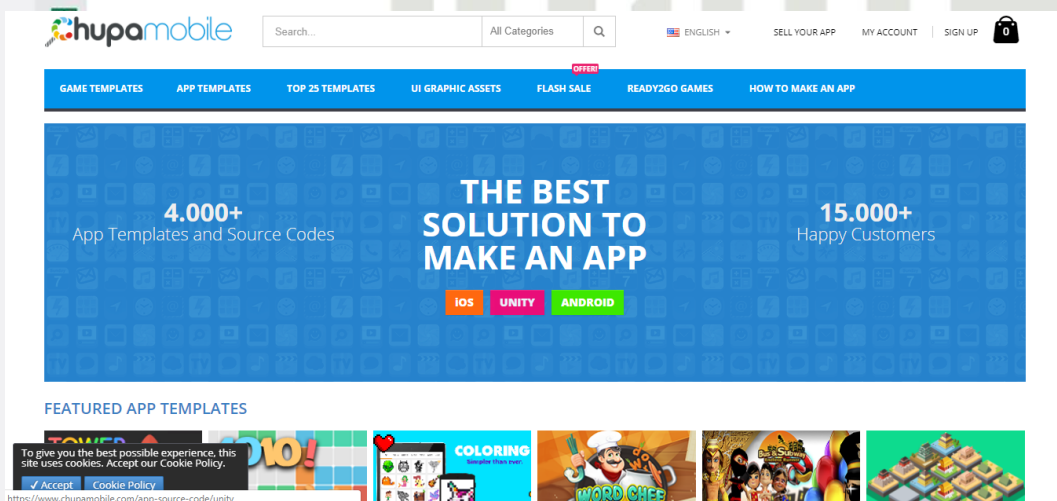 Chupamobile
Search...
All Categories
ENGLISH
SELL YOUR APP
MY ACCOUNT
SIGN UP
0
OFFER!
GAME TEMPLATES
APP TEMPLATES
TOP 25 TEMPLATES
UI GRAPHIC ASSETS
FLASH SALE
READY2GO GAMES
HOW TO MAKE AN APP
4.000+
App Templates and Source Codes
THE BEST
SOLUTION TO
MAKE AN APP
iOS
UNITY
ANDROID
15.000+
Happy Customers
FEATURED APP TEMPLATES
TOWER
1010!
COLORING
Simpler than ever.
WORD CHEF
Bus & Subway
To give you the best possible experience, this
site uses cookies. Accept our Cookie Policy.
✓ Accept
Cookie Policy
https://www.chupamobile.com/app-source-code/unity